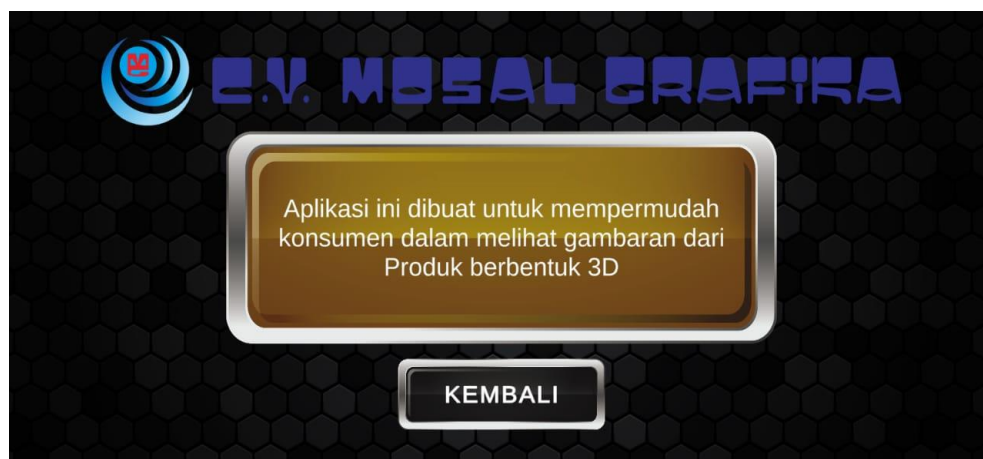 C.V. MOSAL GRAFIKA
Aplikasi ini dibuat untuk mempermudah
konsumen dalam melihat gambaran dari
Produk berbentuk 3D
KEMBALI